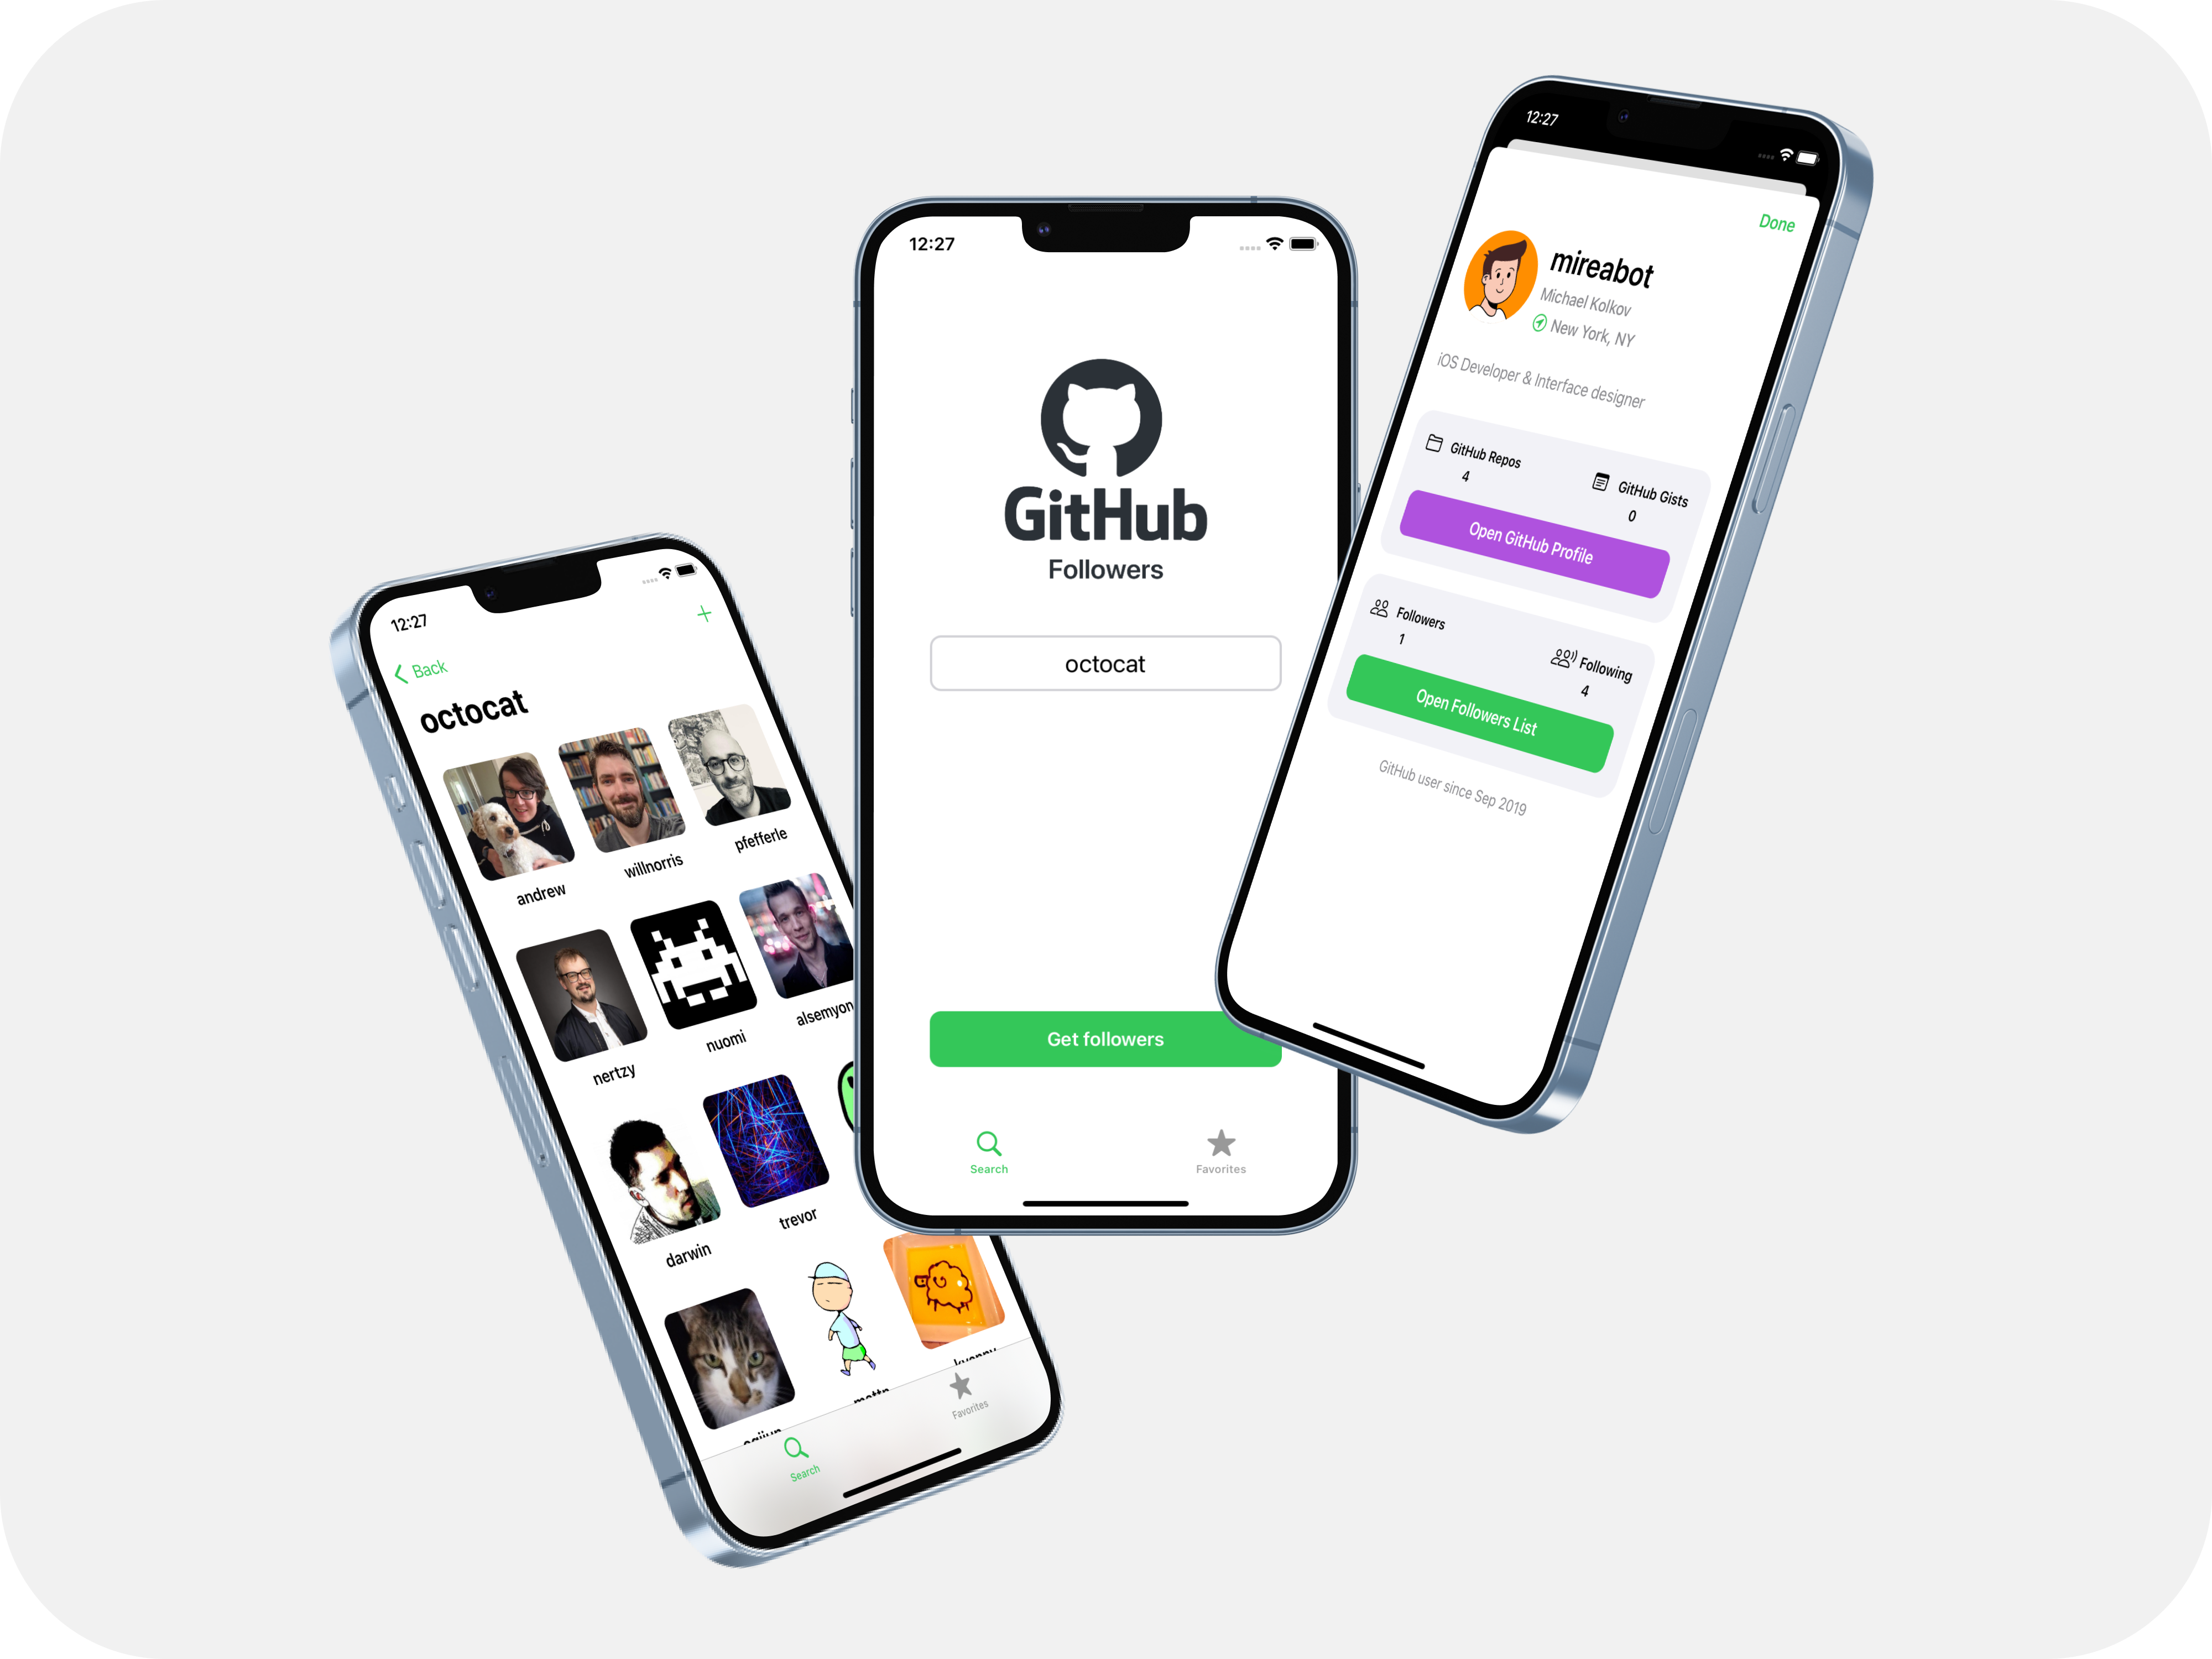 12:27
Back
octocat
andrew
willnorris
pfefferle
nertzy
nuomi
alsemyon
darwin
trevor
Search
Favorites
12:27
GitHub
Followers
octocat
Get followers
Search
Favorites
12:27
Done
mireabot
Michael Kolkov
New York, NY
iOS Developer & Interface designer
GitHub Repos
4
GitHub Gists
0
Open GitHub Profile
Followers
1
Following
4
Open Followers List
GitHub user since Sep 2019